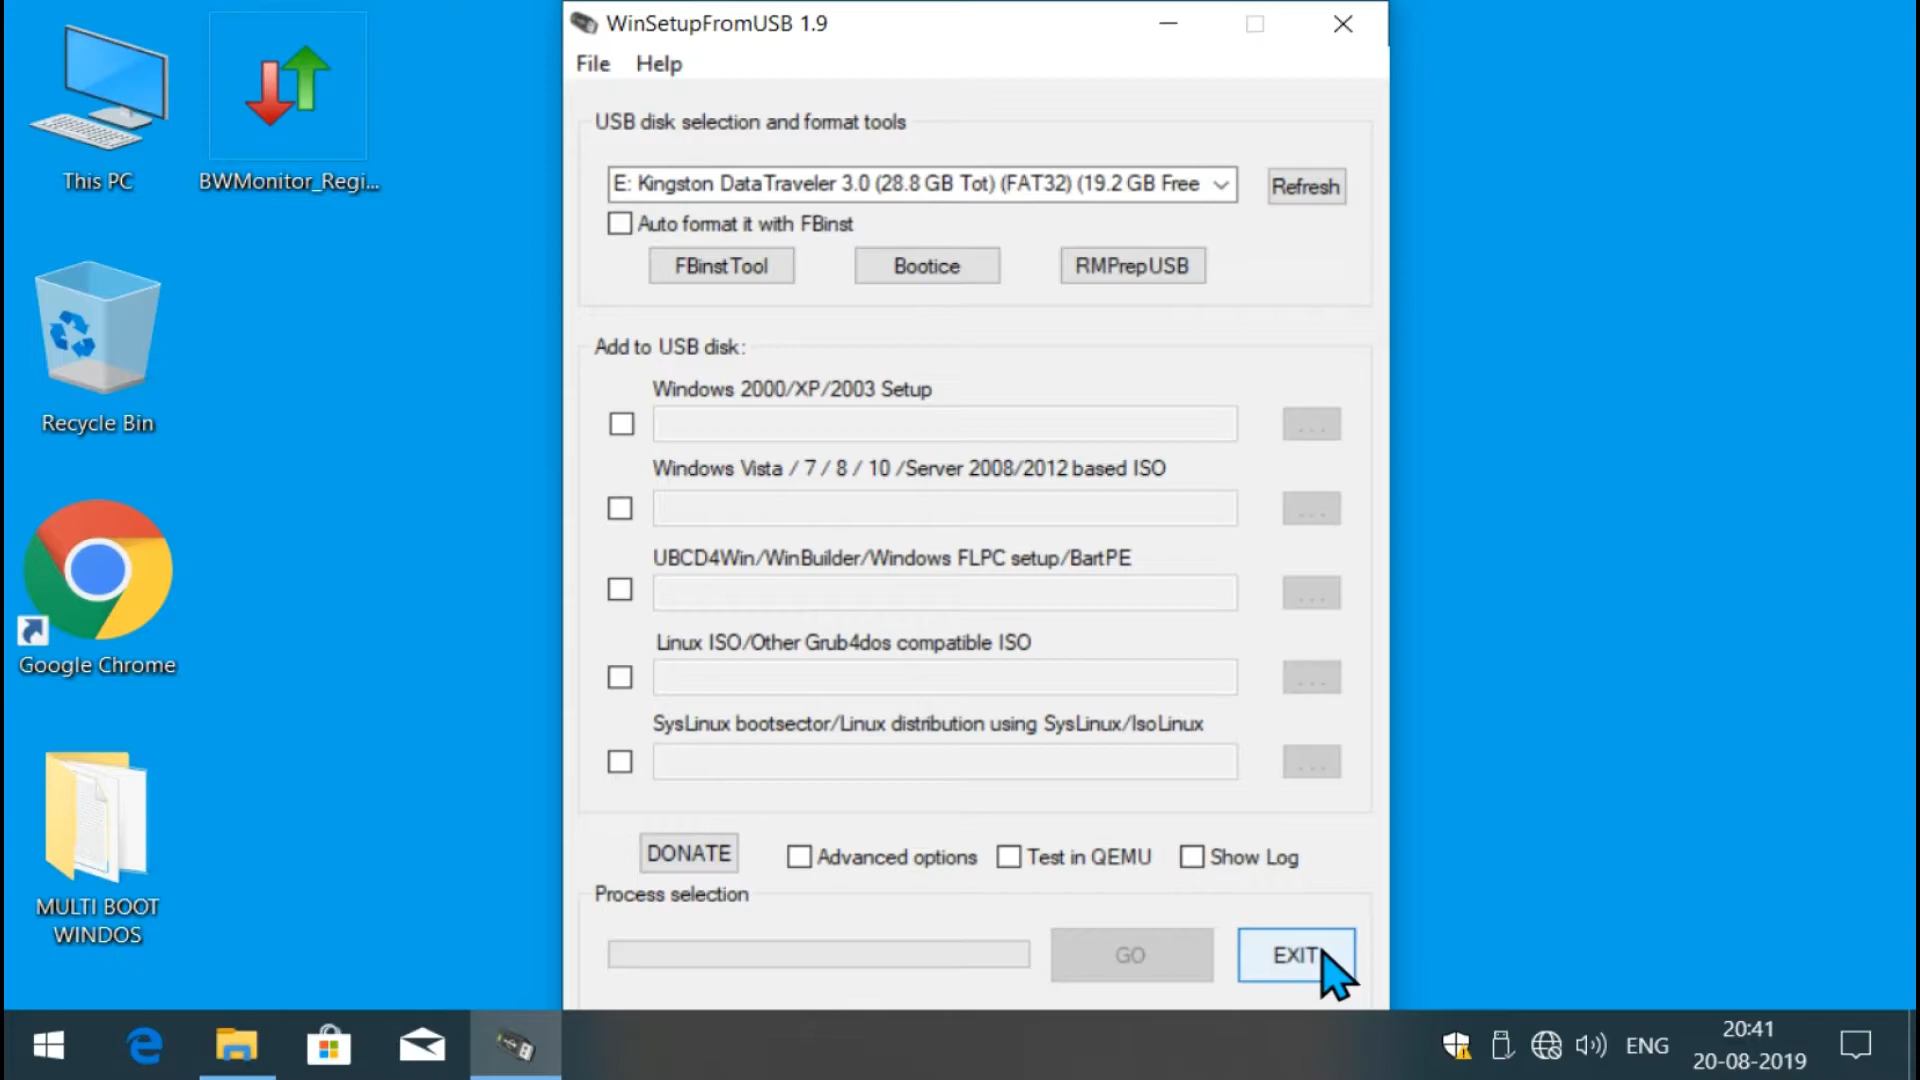 This PC
BWMonitor_Regi...
Recycle Bin
Google Chrome
MULTI BOOT
WINDOS
WinSetupFromUSB 1.9
File Help
USB disk selection and format tools
E: Kingston DataTraveler 3.0 (28.8 GB Tot) (FAT32) (19.2 GB Free
Refresh
Auto format it with FBinst
FBinstTool
Bootice
RMPrepUSB
Add to USB disk:
Windows 2000/XP/2003 Setup
...
Windows Vista / 7 / 8 / 10 /Server 2008/2012 based ISO
...
UBCD4Win/WinBuilder/Windows FLPC setup/BartPE
...
Linux ISO/Other Grub4dos compatible ISO
...
SysLinux bootsector/Linux distribution using SysLinux/IsoLinux
...
DONATE
Advanced options
Test in QEMU
Show Log
Process selection
GO
EXIT
ENG
20:41
20-08-2019